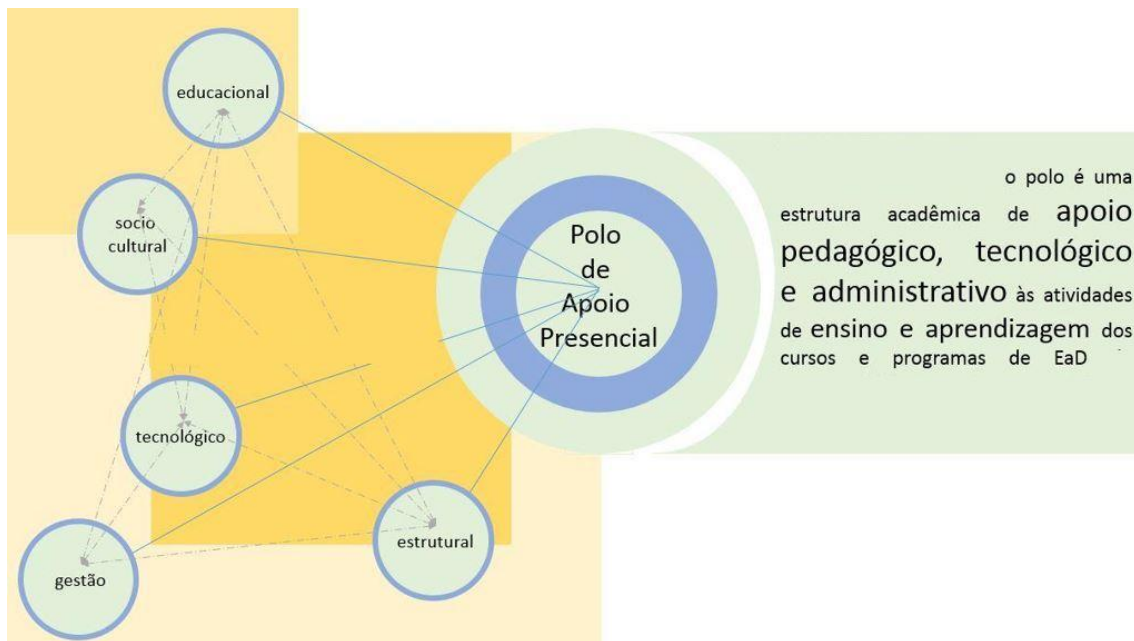 educacional
socio
cultural
tecnológico
gestão
estrutural
Polo
de
Apoio
Presencial
o polo é uma
estrutura acadêmica de apoio
pedagógico, tecnológico
e administrativo às atividades
de ensino e aprendizagem dos
cursos e programas de EaD